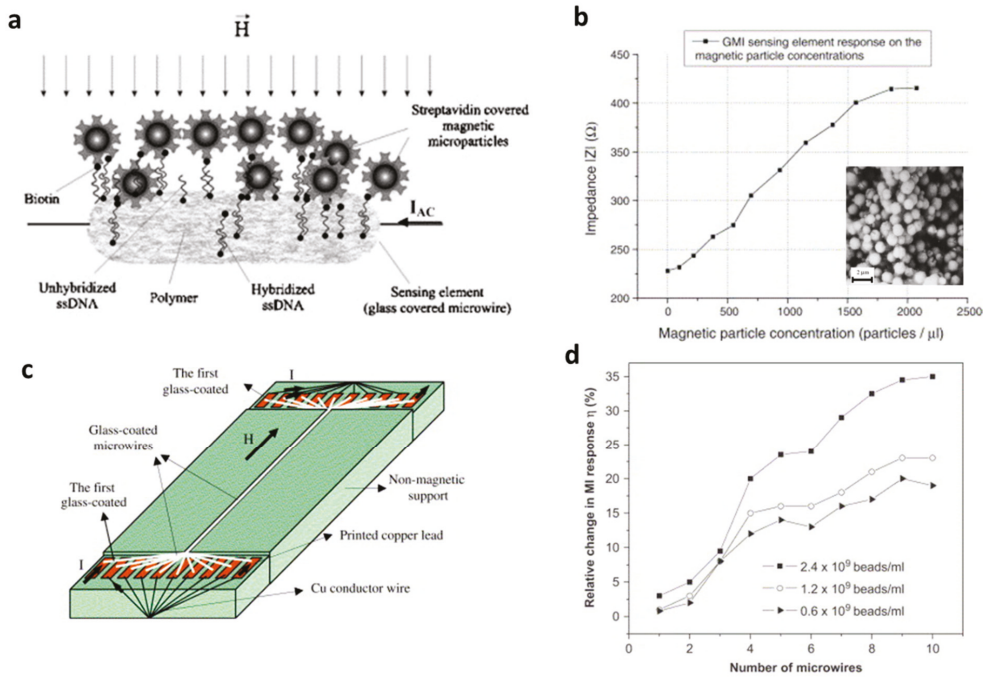 a
H
Streptavidin covered
magnetic
microparticles
Biotin
I_AC
Unhybridized
ssDNA
Polymer
Hybridized
ssDNA
Sensing element
(glass covered microwire)
b
GMI sensing element response on the
magnetic particle concentrations
450
400
350
300
250
200
Impedance |Z| (Ω)
2 μm
0 500 1000 1500 2000 2500
Magnetic particle concentration (particles / μl)
c
The first
glass-coated
I
Glass-coated
microwires
H
The first
glass-coated
Non-magnetic
support
Printed copper lead
I
Cu conductor wire
d
35
30
25
20
15
10
5
0
Relative change in MI response η (%)
2.4 x 10⁹ beads/ml
1.2 x 10⁹ beads/ml
0.6 x 10⁹ beads/ml
0 2 4 6 8 10
Number of microwires